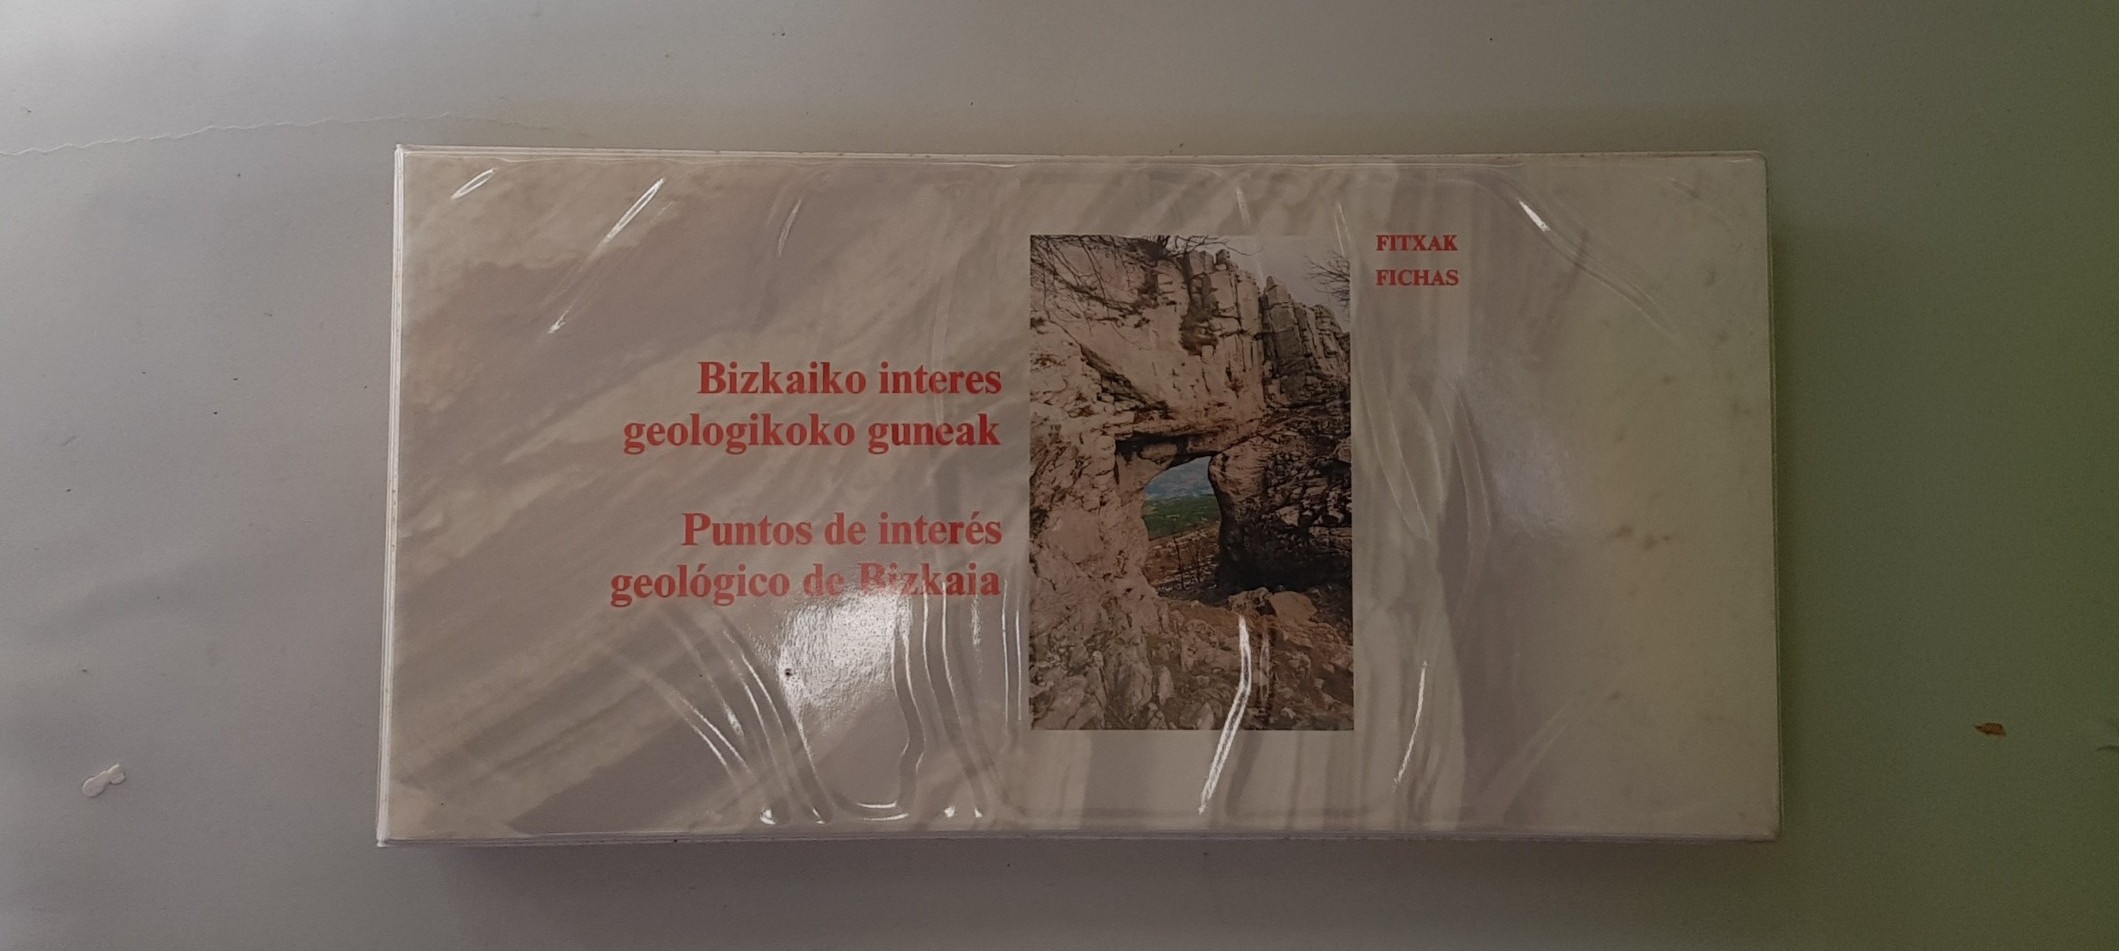 Bizkaiko interes
geologikoko guneak
Puntos de interés
geológico de Bizkaia
FITXAK
FICHAS